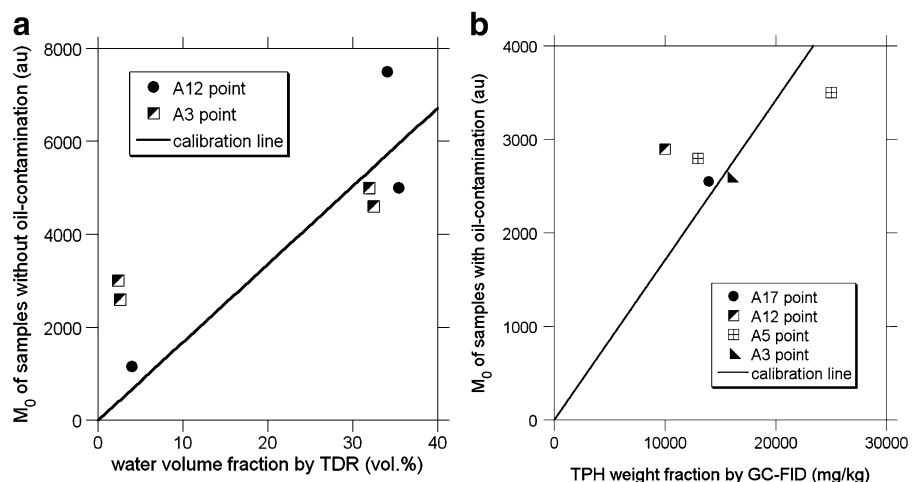 a
8000
6000
4000
2000
0
M0 of samples without oil-contamination (au)
A12 point
A3 point
calibration line
0 10 20 30 40
water volume fraction by TDR (vol.%)
b
4000
3000
2000
1000
0
M0 of samples with oil-contamination (au)
A17 point
A12 point
A5 point
A3 point
calibration line
0 10000 20000 30000
TPH weight fraction by GC-FID (mg/kg)